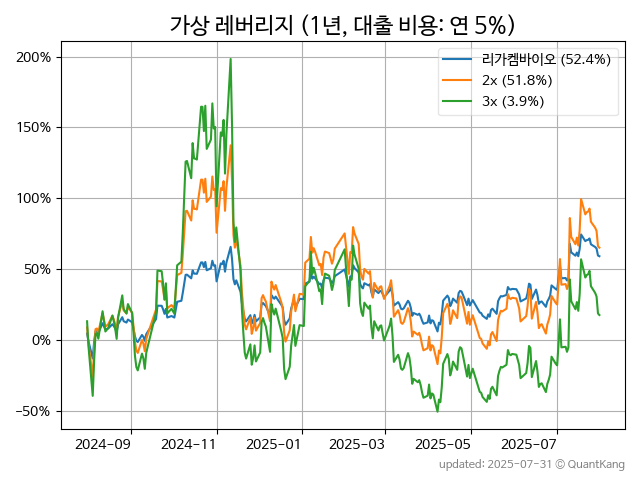 가상 레버리지 (1년, 대출 비용: 연 5%)
200%
150%
100%
50%
0%
−50%
리가켐바이오 (52.4%)
2x (51.8%)
3x (3.9%)
2024-09
2024-11
2025-01
2025-03
2025-05
2025-07
updated: 2025-07-31 © QuantKang